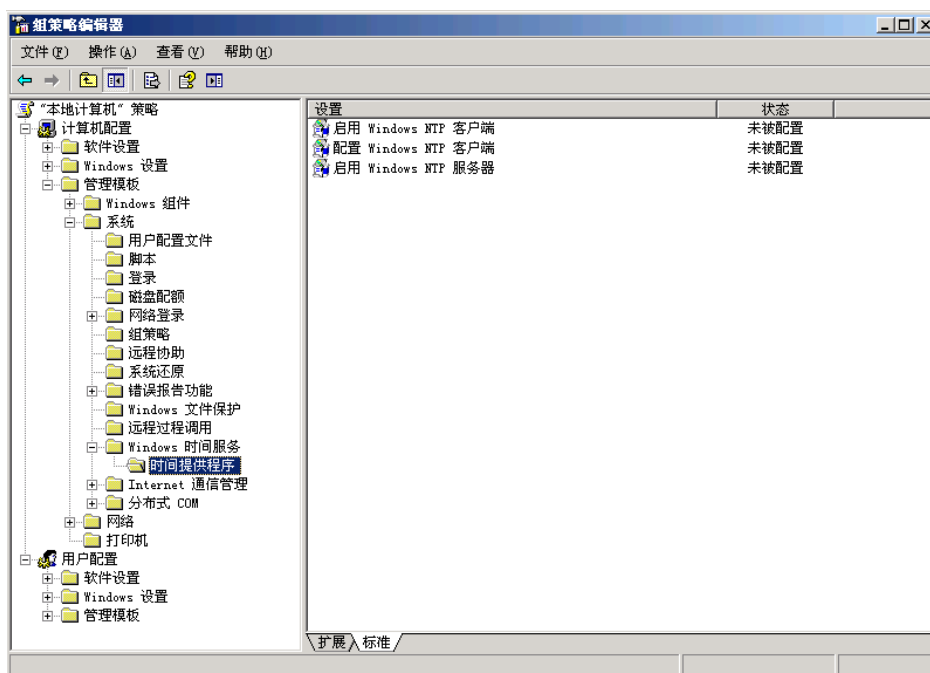 组策略编辑器
文件(F) 操作(A) 查看(V) 帮助(H)
“本地计算机” 策略
计算机配置
软件设置
Windows 设置
管理模板
Windows 组件
系统
用户配置文件
脚本
登录
磁盘配额
网络登录
组策略
远程协助
系统还原
错误报告功能
Windows 文件保护
远程过程调用
Windows 时间服务
时间提供程序
Internet 通信管理
分布式 COM
网络
打印机
用户配置
软件设置
Windows 设置
管理模板
设置 状态
启用 Windows NTP 客户端 未被配置
配置 Windows NTP 客户端 未被配置
启用 Windows NTP 服务器 未被配置
扩展 标准